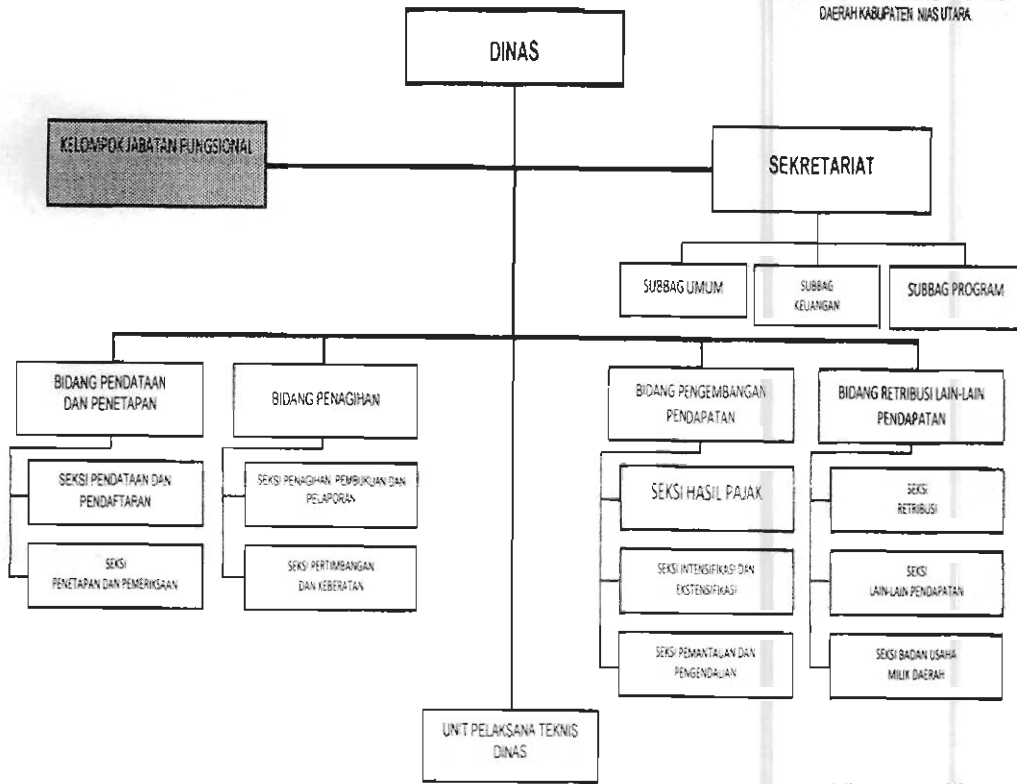 DAERAH KABUPATEN NIAS UTARA
DINAS
KELOMPOK JABATAN FUNGSIONAL
SEKRETARIAT
SUBBAG UMUM
SUBBAG
KEUANGAN
SUBBAG PROGRAM
BIDANG PENDATAAN
DAN PENETAPAN
BIDANG PENAGIHAN
BIDANG PENGEMBANGAN
PENDAPATAN
BIDANG RETRIBUSI LAIN-LAIN
PENDAPATAN
SEKSI PENDATAAN DAN
PENDAFTARAN
SEKSI PENAGIHAN, PEMBUKUAN DAN
PELAPORAN
SEKSI HASIL PAJAK
SEKSI
RETRIBUSI
SEKSI
PENETAPAN DAN PEMERIKSAAN
SEKSI PERTIMBANGAN
DAN KEBERATAN
SEKSI INTENSIFIKASI DAN
EKSTENSIFIKASI
SEKSI
LAIN-LAIN PENDAPATAN
SEKSI PEMANTAUAN DAN
PENGENDALIAN
SEKSI BADAN USAHA
MILIK DAERAH
UNIT PELAKSANA TEKNIS
DINAS